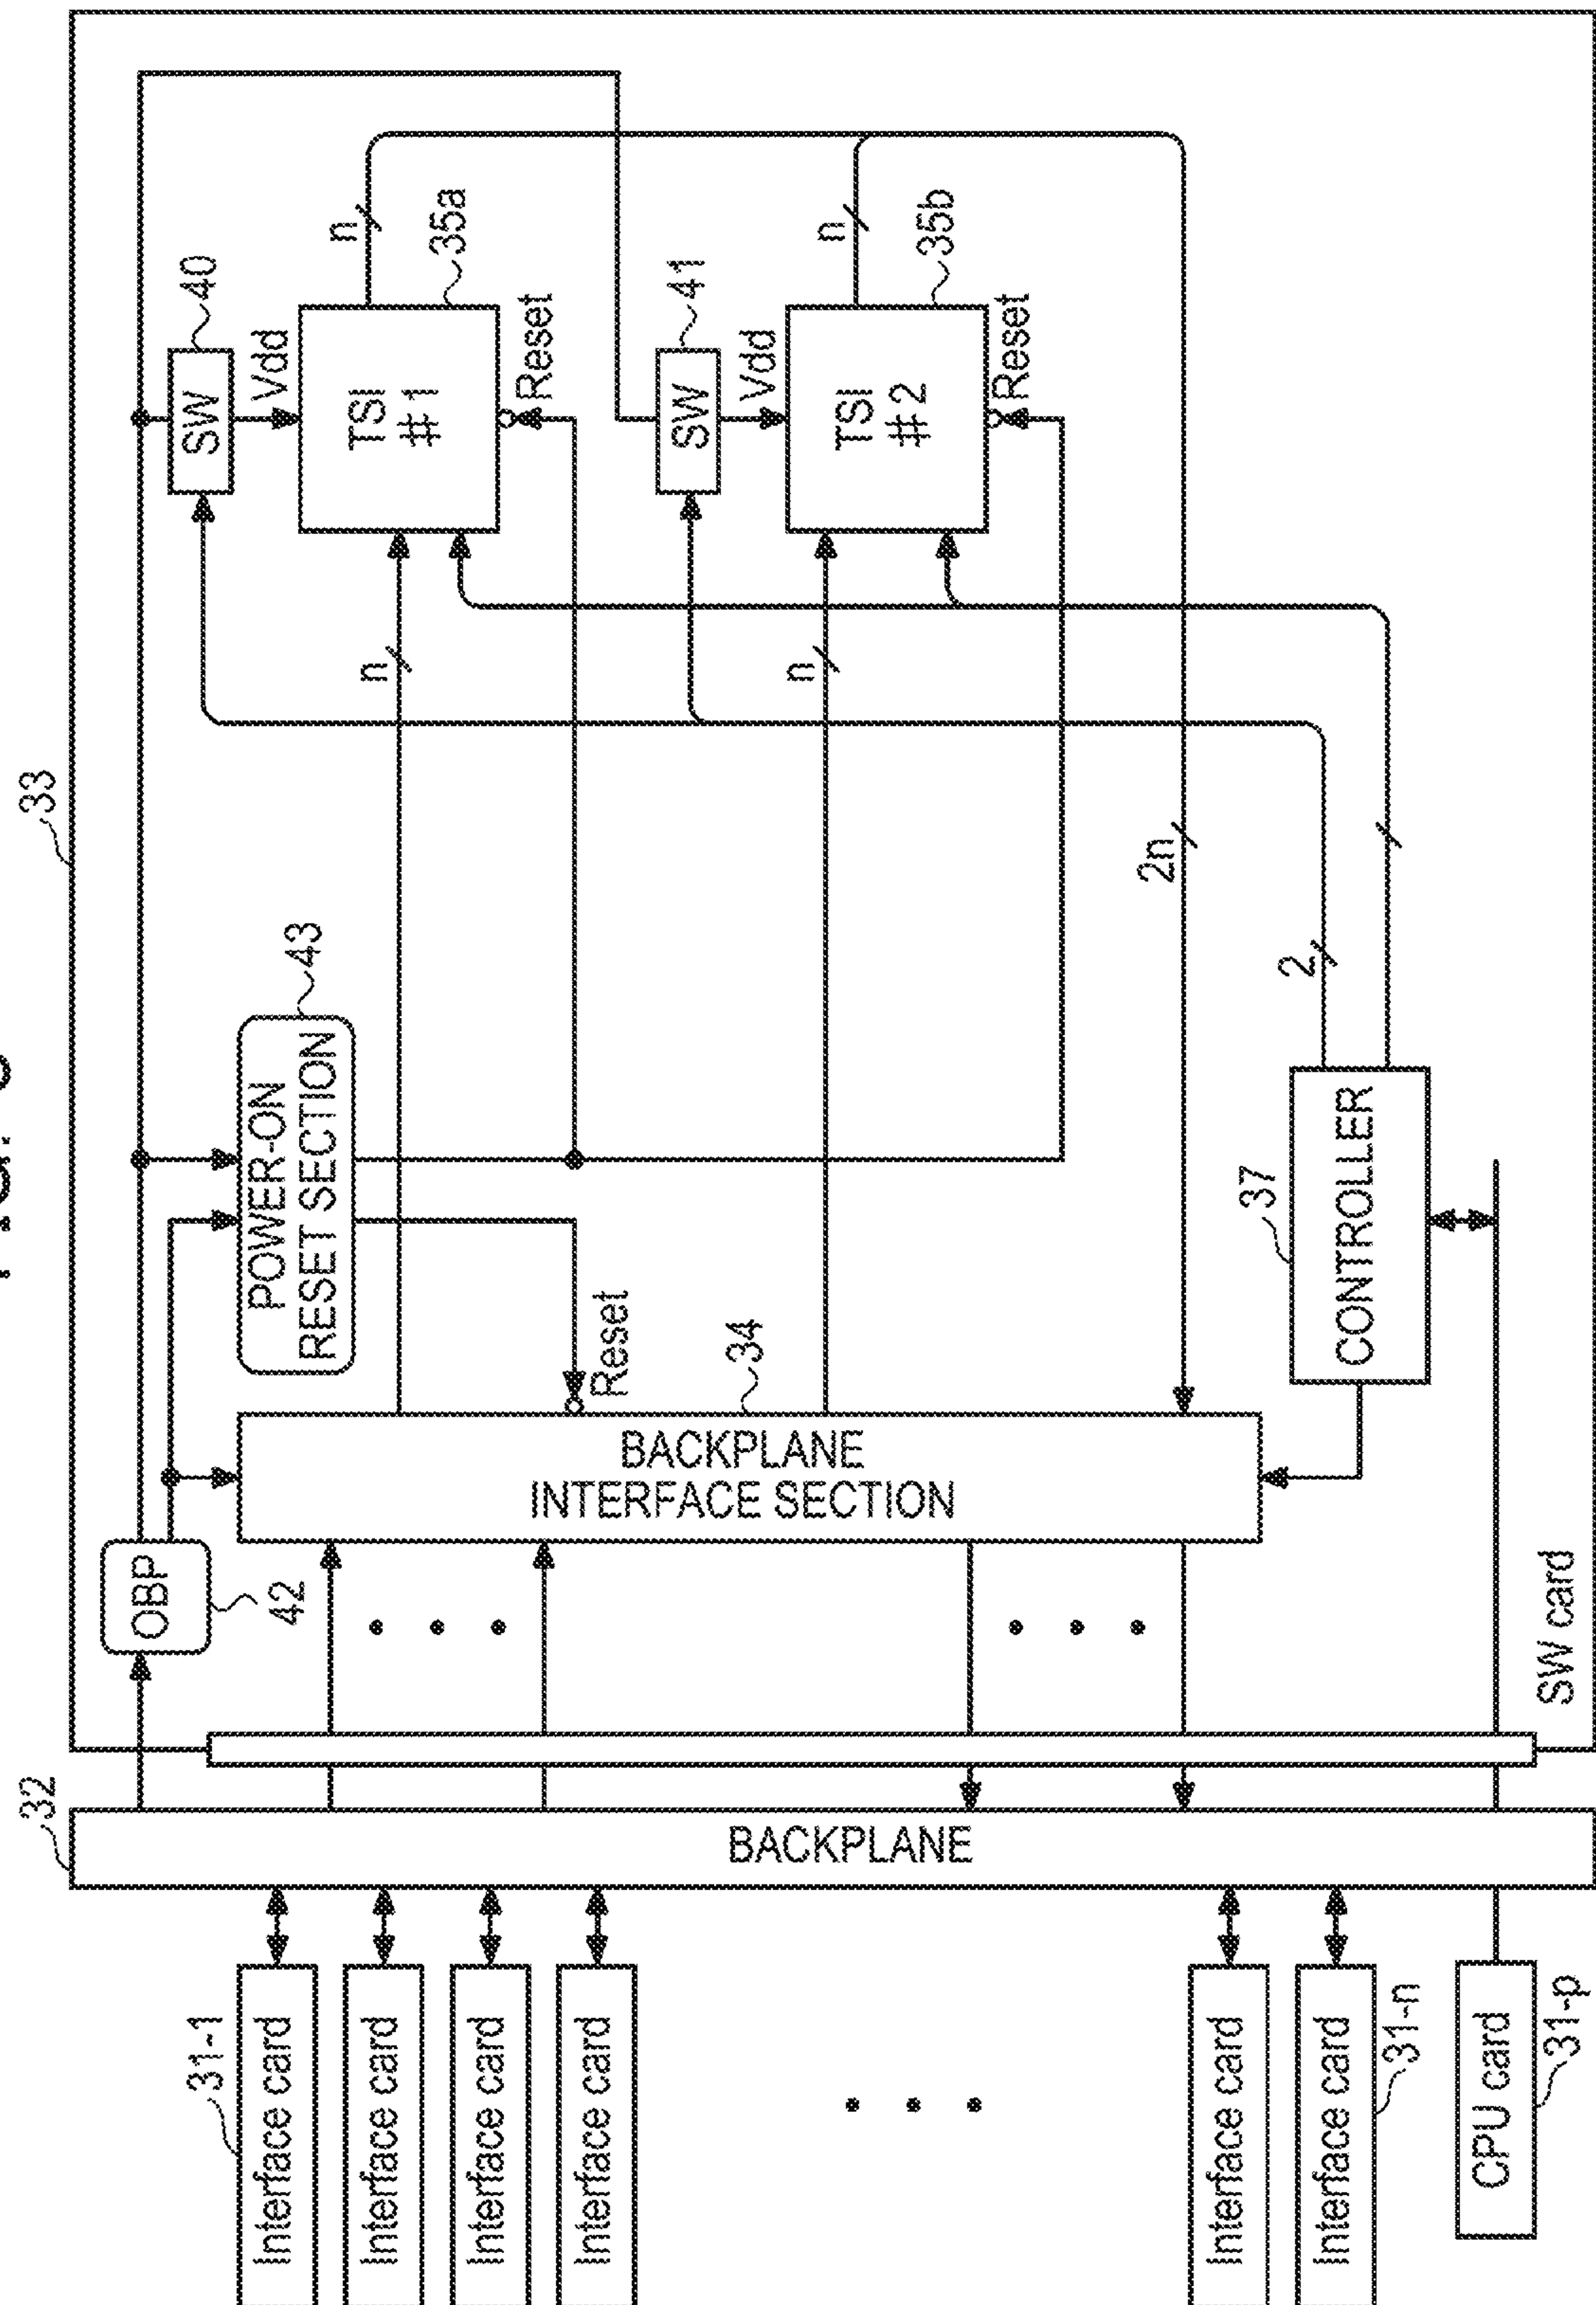 32
33
31-1
Interface card
Interface card
Interface card
Interface card
Interface card
Interface card
31-n
CPU card
31-p
BACKPLANE
OBP
42
BACKPLANE
INTERFACE SECTION
34
Reset
POWER-ON
RESET SECTION
43
37
CONTROLLER
2
2n
n
n
SW
40
Vdd
TSI
#1
35a
Reset
n
SW
41
Vdd
TSI
#2
35b
Reset
n
SW card